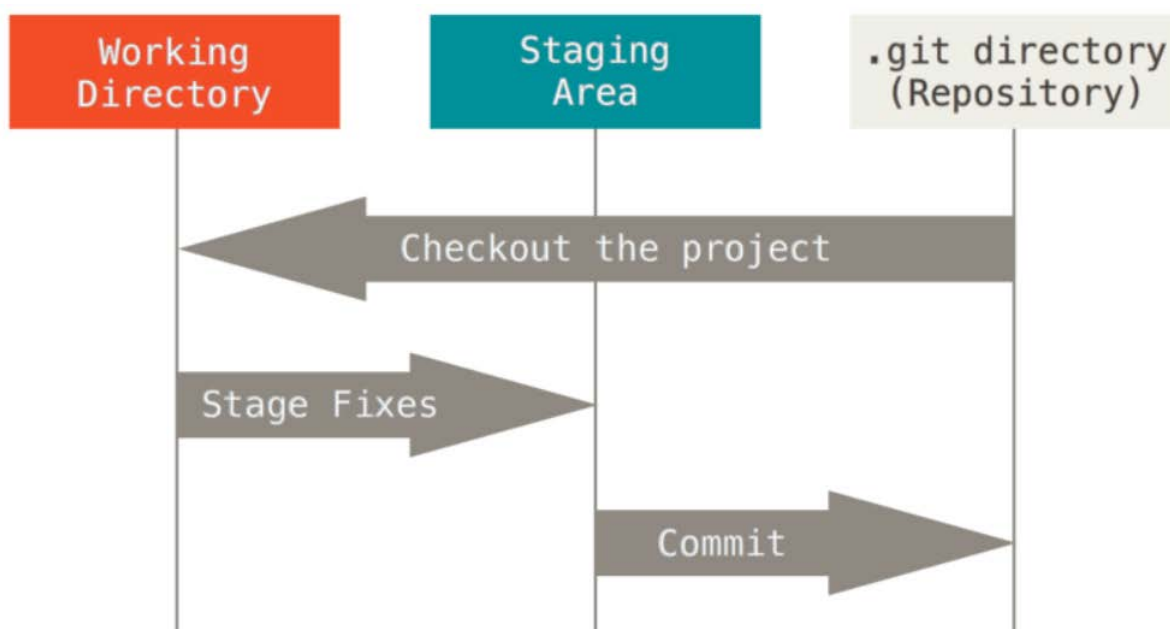 Working
Directory
Staging
Area
.git directory
(Repository)
Checkout the project
Stage Fixes
Commit